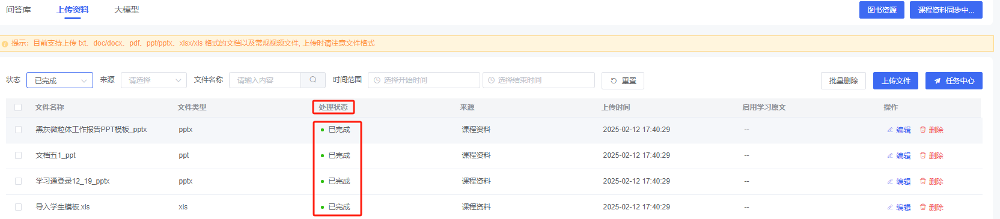 问答库 上传资料 大模型 图书资源 课程资料同步中...
提示：目前支持上传 txt、doc/docx、pdf、ppt/pptx、xlsx/xls 格式的文档以及常规视频文件, 上传时请注意文件格式
状态 已完成 来源 请选择 文件名称 请输入内容 时间范围 选择开始时间 选择结束时间 重置 批量删除 上传文件 任务中心
文件名称 文件类型 处理状态 来源 上传时间 启用学习原文 操作
黑灰微粒体工作报告PPT模板_pptx pptx 已完成 课程资料 2025-02-12 17:40:29 -- 编辑 删除
文档五1_ppt ppt 已完成 课程资料 2025-02-12 17:40:29 -- 编辑 删除
学习通登录12_19_pptx pptx 已完成 课程资料 2025-02-12 17:40:29 -- 编辑 删除
导入学生模板.xls xls 已完成 课程资料 2025-02-12 17:40:29 -- 编辑 删除